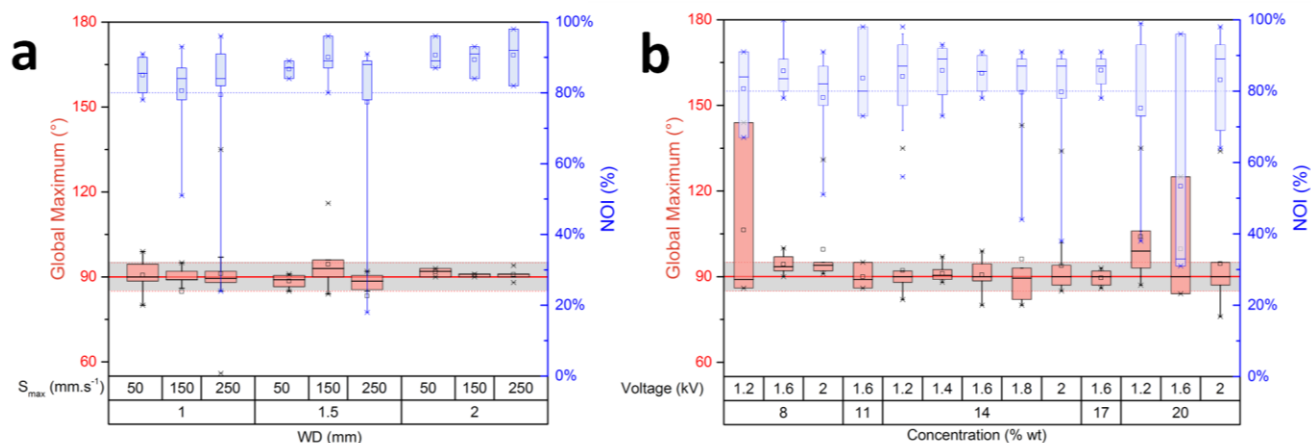 a
180
150
120
90
60
Global Maximum (°)
100%
80%
60%
40%
20%
0%
NOI (%)
S_max (mm.s⁻¹) 50 150 250 50 150 250 50 150 250
1 1.5 2
WD (mm)
b
180
150
120
90
60
Global Maximum (°)
100%
80%
60%
40%
20%
0%
NOI (%)
Voltage (kV) 1.2 1.6 2 1.6 1.2 1.4 1.6 1.8 2 1.6 1.2 1.6 2
8 11 14 17 20
Concentration (% wt)